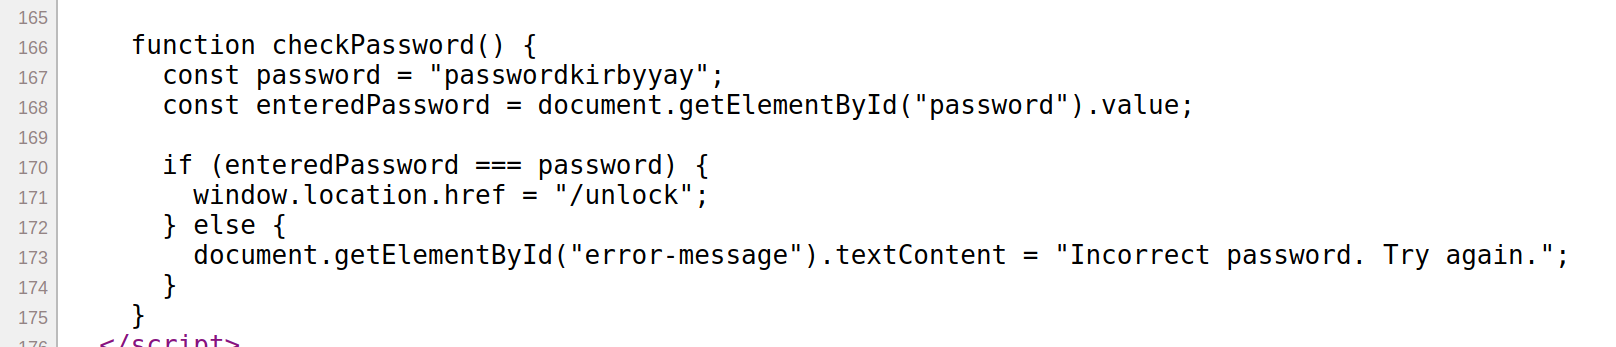 165
166 function checkPassword() {
167 const password = "passwordkirbyyay";
168 const enteredPassword = document.getElementById("password").value;
169
170 if (enteredPassword === password) {
171 window.location.href = "/unlock";
172 } else {
173 document.getElementById("error-message").textContent = "Incorrect password. Try again.";
174 }
175 }
176 </script>